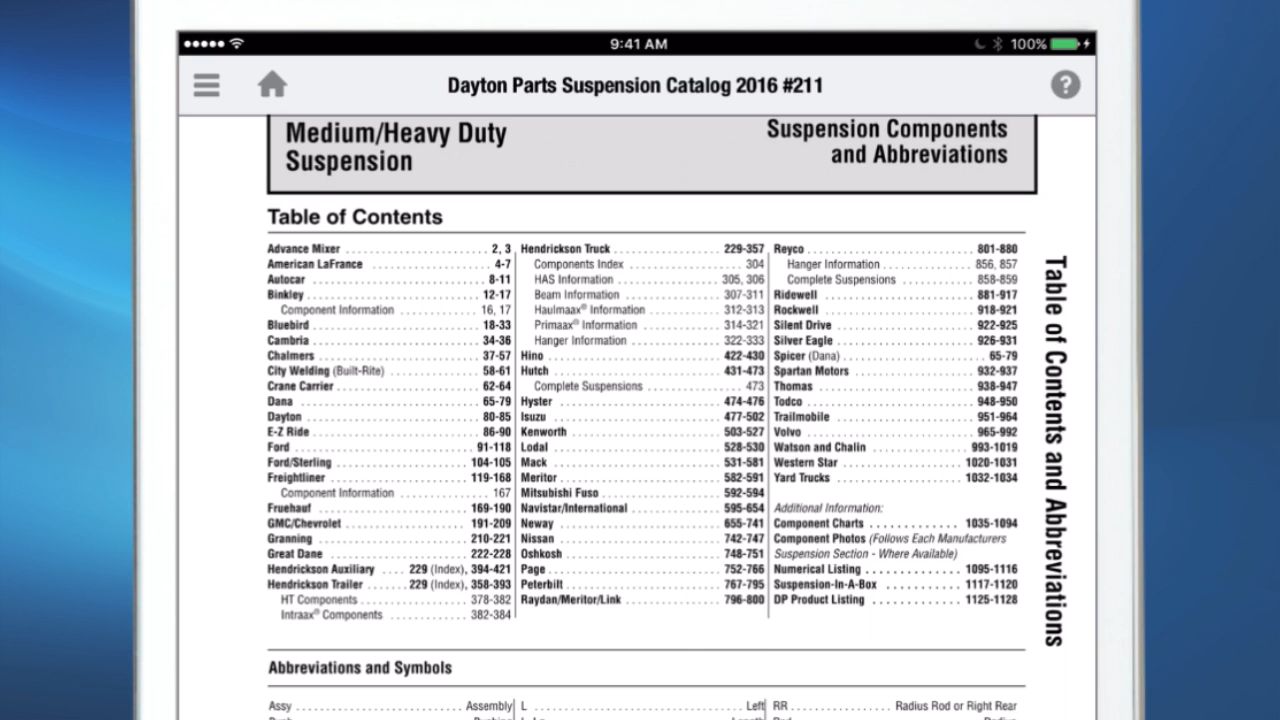 9:41 AM
100%
Dayton Parts Suspension Catalog 2016 #211
?
Medium/Heavy Duty
Suspension
Suspension Components
and Abbreviations
Table of Contents
Advance Mixer 2, 3
American LaFrance 4-7
Autocar 8-11
Binkley 12-17
Component Information 16, 17
Bluebird 18-33
Cambria 34-36
Chalmers 37-57
City Welding (Built-Rite) 58-61
Crane Carrier 62-64
Dana 65-79
Dayton 80-85
E-Z Ride 86-90
Ford 91-118
Ford/Sterling 104-105
Freightliner 119-168
Component Information 167
Fruehauf 169-190
GMC/Chevrolet 191-209
Granning 210-221
Great Dane 222-228
Hendrickson Auxiliary 229 (Index), 394-421
Hendrickson Trailer 229 (Index), 358-393
HT Components 378-382
Intraax® Components 382-384
Hendrickson Truck 229-357
Components Index 304
HAS Information 305, 306
Beam Information 307-311
Haulmaax® Information 312-313
Primaax® Information 314-321
Hanger Information 322-333
Hino 422-430
Hutch 431-473
Complete Suspensions 473
Hyster 474-476
Isuzu 477-502
Kenworth 503-527
Lodal 528-530
Mack 531-581
Meritor 582-591
Mitsubishi Fuso 592-594
Navistar/International 595-654
Neway 655-741
Nissan 742-747
Oshkosh 748-751
Page 752-766
Peterbilt 767-795
Raydan/Meritor/Link 796-800
Reyco 801-880
Hanger Information 856, 857
Complete Suspensions 858-859
Ridewell 881-917
Rockwell 918-921
Silent Drive 922-925
Silver Eagle 926-931
Spicer (Dana) 65-79
Spartan Motors 932-937
Thomas 938-947
Todco 948-950
Trailmobile 951-964
Volvo 965-992
Watson and Chalin 993-1019
Western Star 1020-1031
Yard Trucks 1032-1034
Additional Information:
Component Charts 1035-1094
Component Photos (Follows Each Manufacturers
Suspension Section - Where Available)
Numerical Listing 1095-1116
Suspension-In-A-Box 1117-1120
DP Product Listing 1125-1128
Table of Contents and Abbreviations
Abbreviations and Symbols
Assy Assembly
L Left
RR Radius Rod or Right Rear